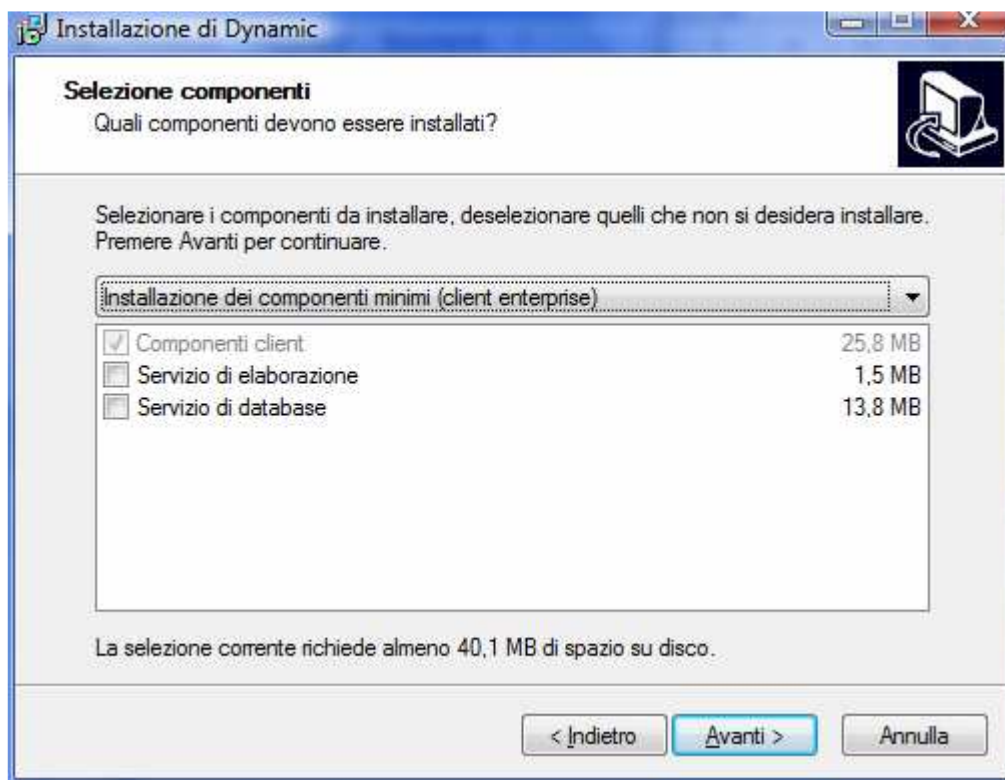 Installazione di Dynamic
Selezione componenti
Quali componenti devono essere installati?
Selezionare i componenti da installare, deselezionare quelli che non si desidera installare.
Premere Avanti per continuare.
Installazione dei componenti minimi (client enterprise)
Componenti client 25,8 MB
Servizio di elaborazione 1,5 MB
Servizio di database 13,8 MB
La selezione corrente richiede almeno 40,1 MB di spazio su disco.
< Indietro Avanti > Annulla